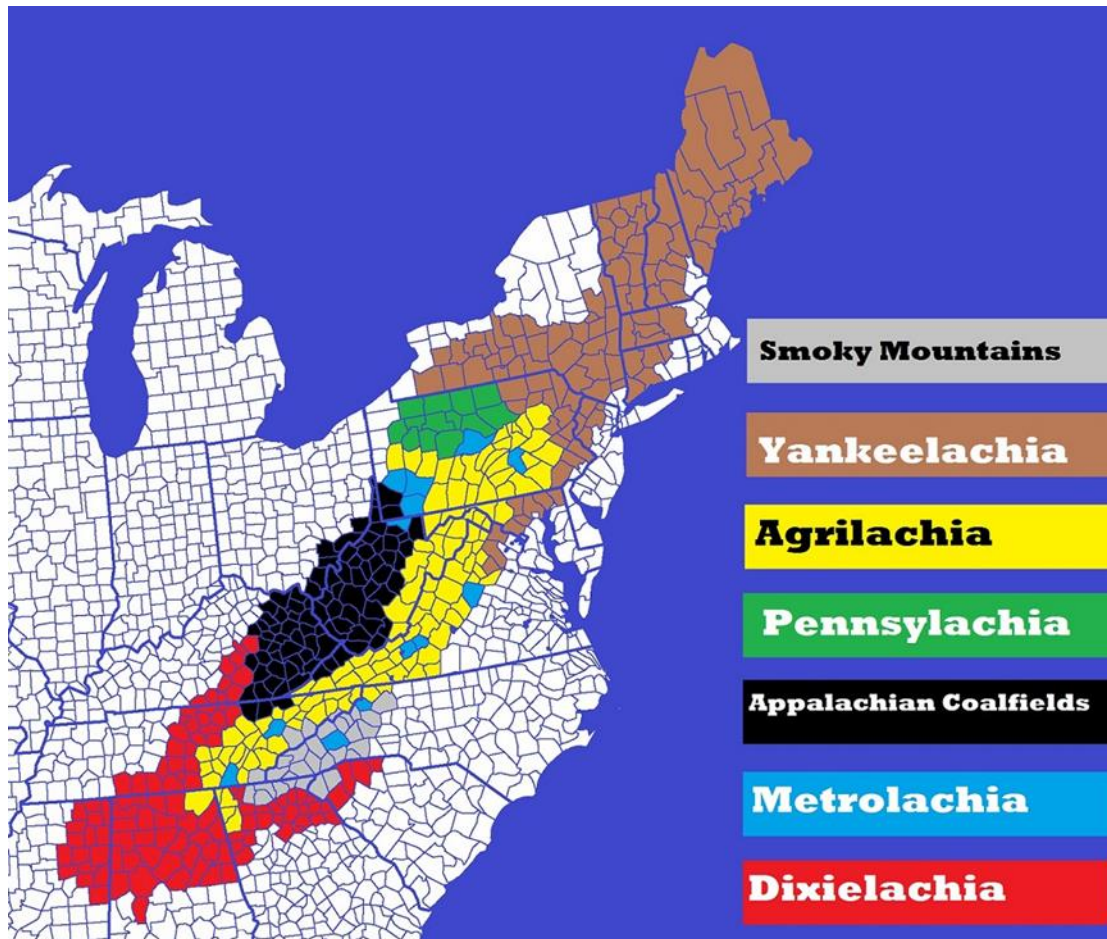 Smoky Mountains
Yankeelachia
Agrilachia
Pennsylachia
Appalachian Coalfields
Metrolachia
Dixielachia